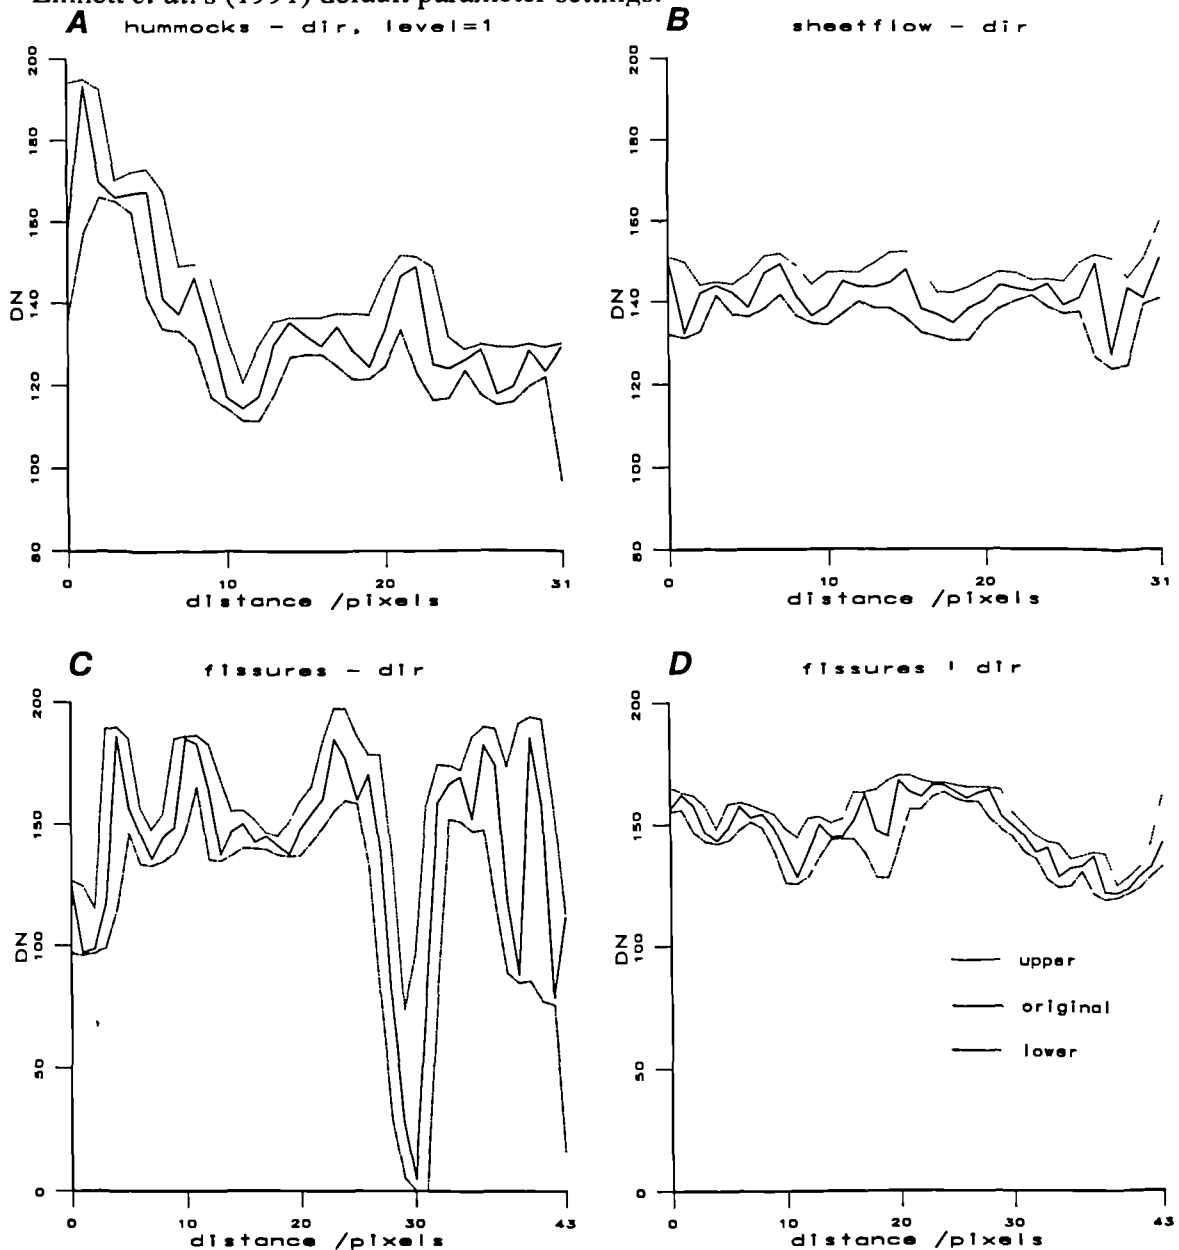 Elliott et al.'s (1991) default parameter settings.
A hummocks - dir, level=1
200
180
160
140
120
100
80
DN
0 10 20 31
distance /pixels
B sheetflow - dir
200
180
160
140
120
100
80
DN
0 10 20 31
distance /pixels
C fissures - dir
200
150
100
50
0
DN
0 10 20 30 43
distance /pixels
D fissures | dir
200
150
100
50
0
DN
upper
original
lower
0 10 20 30 43
distance /pixels